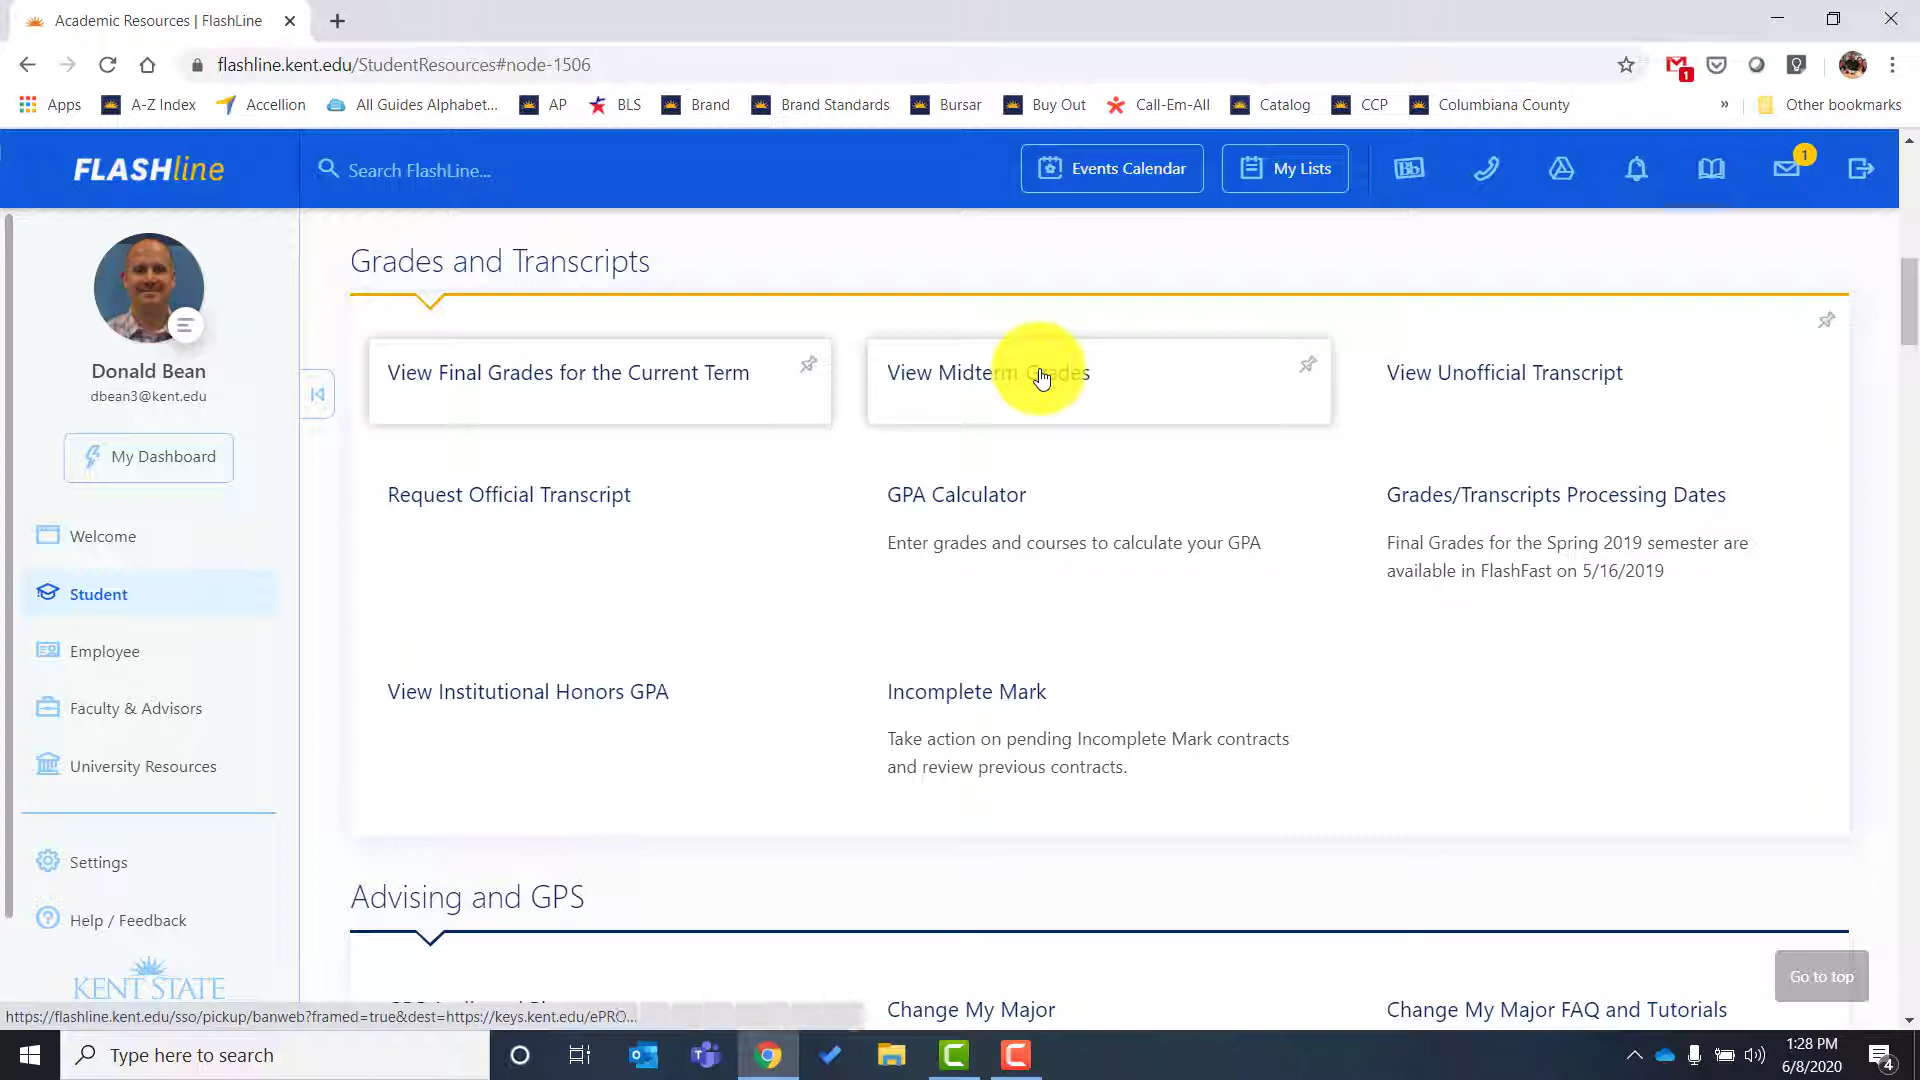 Academic Resources | FlashLine
flashline.kent.edu/StudentResources#node-1506
1
Apps A-Z Index Accellion All Guides Alphabet... AP BLS Brand Brand Standards Bursar Buy Out Call-Em-All Catalog CCP Columbiana County » Other bookmarks
FLASHline Search FlashLine... Events Calendar My Lists Bb 1
Donald Bean
dbean3@kent.edu
My Dashboard
Welcome
Student
Employee
Faculty & Advisors
University Resources
Settings
Help / Feedback
KENT STATE
Grades and Transcripts
View Final Grades for the Current Term
View Midterm Grades
View Unofficial Transcript
Request Official Transcript
GPA Calculator
Enter grades and courses to calculate your GPA
Grades/Transcripts Processing Dates
Final Grades for the Spring 2019 semester are
available in FlashFast on 5/16/2019
View Institutional Honors GPA
Incomplete Mark
Take action on pending Incomplete Mark contracts
and review previous contracts.
Advising and GPS
Go to top
Change My Major
Change My Major FAQ and Tutorials
https://flashline.kent.edu/sso/pickup/banweb?framed=true&dest=https://keys.kent.edu/ePRO...
Type here to search
1:28 PM
6/8/2020
4